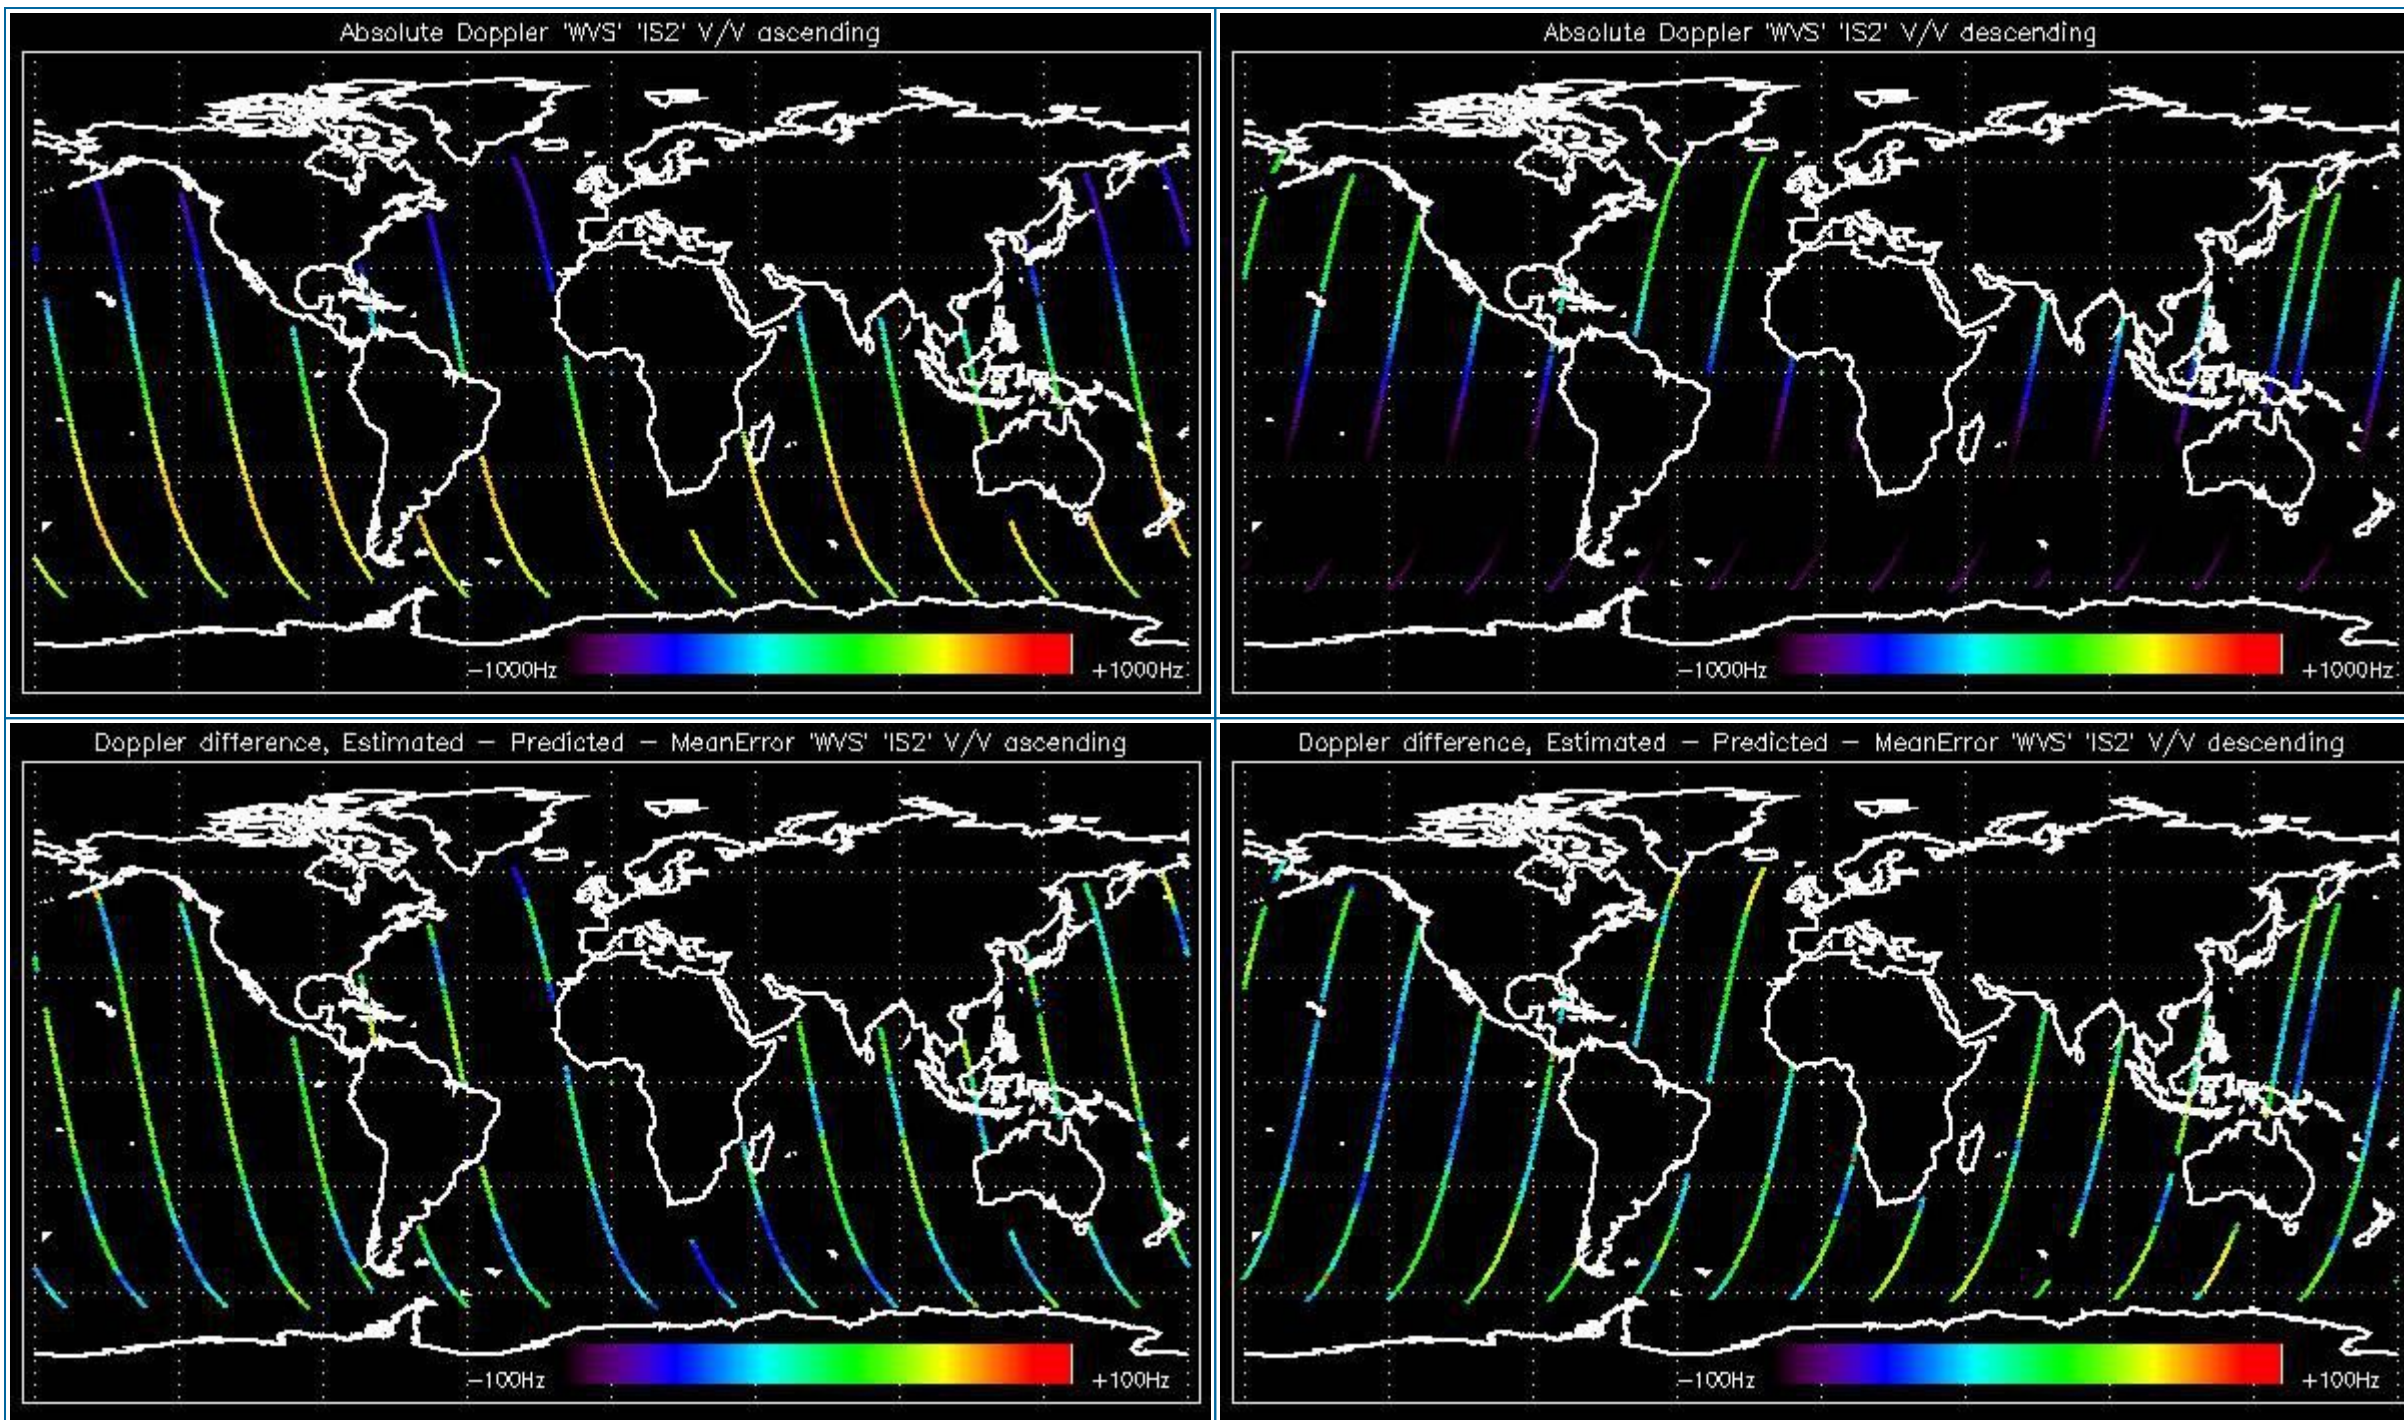 Absolute Doppler 'WVS' 'IS2' V/V ascending
-1000Hz
+1000Hz
Absolute Doppler 'WVS' 'IS2' V/V descending
-1000Hz
+1000Hz
Doppler difference, Estimated - Predicted - MeanError 'WVS' 'IS2' V/V ascending
-100Hz
+100Hz
Doppler difference, Estimated - Predicted - MeanError 'WVS' 'IS2' V/V descending
-100Hz
+100Hz